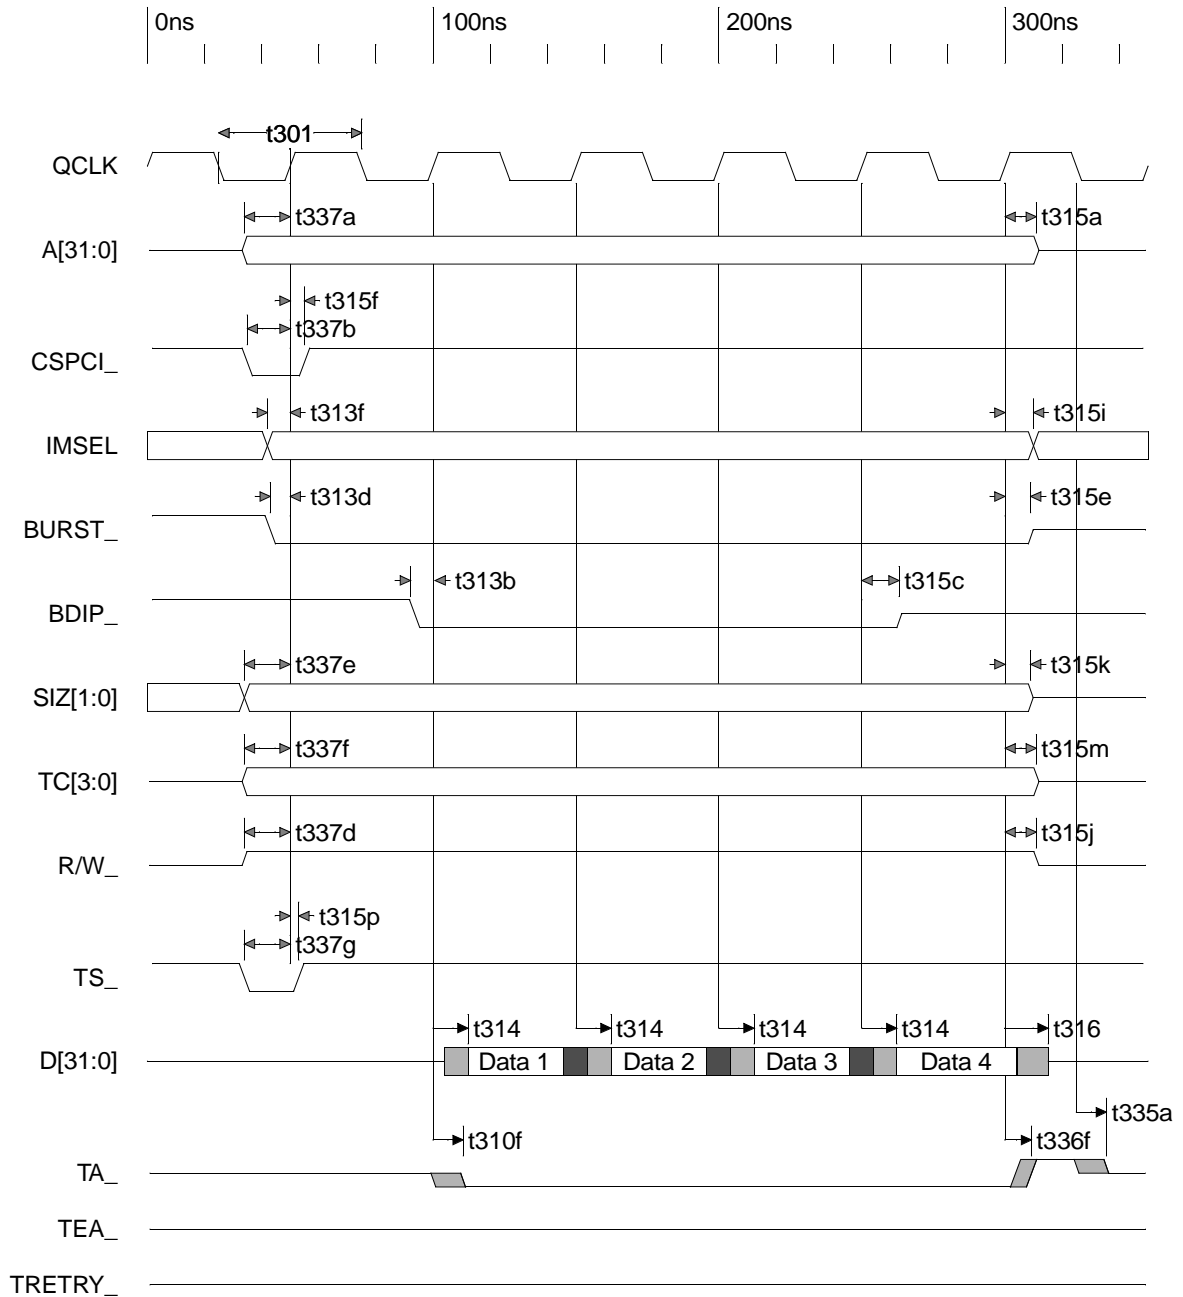 0ns 100ns 200ns 300ns
t301
QCLK
t337a t315a
A[31:0]
t315f
t337b
CSPCI_
t313f t315i
IMSEL
t313d t315e
BURST_
t313b t315c
BDIP_
t337e t315k
SIZ[1:0]
t337f t315m
TC[3:0]
t337d t315j
R/W_
t315p
t337g
TS_
t314 t314 t314 t314 t316
D[31:0] Data 1 Data 2 Data 3 Data 4
t335a
t310f t336f
TA_
TEA_
TRETRY_